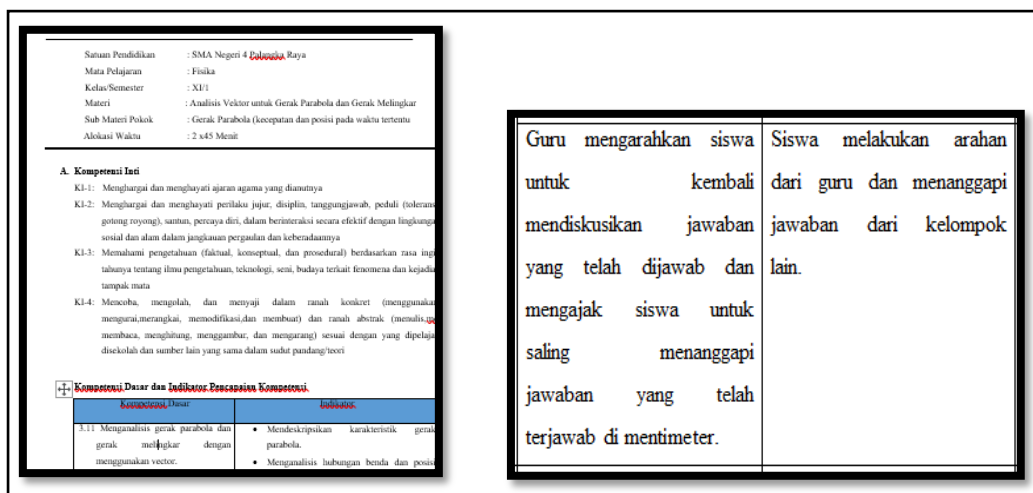 Satuan Pendidikan : SMA Negeri 4 Palangka Raya
Mata Pelajaran : Fisika
Kelas/Semester : XI/1
Materi : Analisis Vektor untuk Gerak Parabola dan Gerak Melingkar
Sub Materi Pokok : Gerak Parabola (kecepatan dan posisi pada waktu tertentu
Alokasi Waktu : 2 x45 Menit
A. Kompetensi Inti
KI-1: Menghargai dan menghayati ajaran agama yang dianutnya
KI-2: Menghargai dan menghayati perilaku jujur, disiplin, tanggungjawab, peduli (toleran
gotong royong), santun, percaya diri, dalam berinteraksi secara efektif dengan lingkunga
sosial dan alam dalam jangkauan pergaulan dan keberadaannya
KI-3: Memahami pengetahuan (faktual, konseptual, dan prosedural) berdasarkan rasa ingi
tahunya tentang ilmu pengetahuan, teknologi, seni, budaya terkait fenomena dan kejadia
tampak mata
KI-4: Mencoba, mengolah, dan menyaji dalam ranah konkret (menggunakan
mengurai,merangkai, memodifikasi,dan membuat) dan ranah abstrak (menulis,
membaca, menghitung, menggambar, dan mengarang) sesuai dengan yang dipelaja
disekolah dan sumber lain yang sama dalam sudut pandang/teori
Kompetensi Dasar dan Indikator Pencapaian Kompetensi
Kompetensi Dasar
Indikator
3.11 Menganalisis gerak parabola dan
gerak melingkar dengan
menggunakan vector.
• Mendeskripsikan karakteristik gerak
parabola.
• Menganalisis hubungan benda dan posisi
Guru mengarahkan siswa
untuk kembali
mendiskusikan jawaban
yang telah dijawab dan
mengajak siswa untuk
saling menanggapi
jawaban yang telah
terjawab di mentimeter.
Siswa melakukan arahan
dari guru dan menanggapi
jawaban dari kelompok
lain.